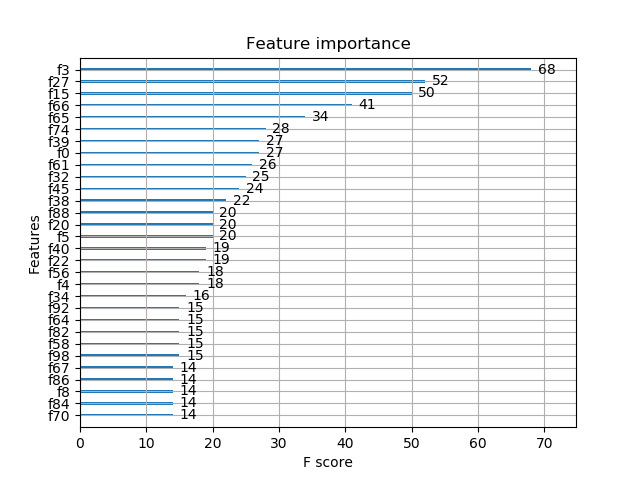 Feature importance
f3 68
f27 52
f15 50
f66 41
f65 34
f74 28
f39 27
f0 27
f61 26
f32 25
f45 24
f38 22
f88 20
f20 20
f5 20
f40 19
f22 19
f56 18
f4 18
f34 16
f92 15
f64 15
f82 15
f58 15
f98 15
f67 14
f86 14
f8 14
f84 14
f70 14
Features
0 10 20 30 40 50 60 70
F score